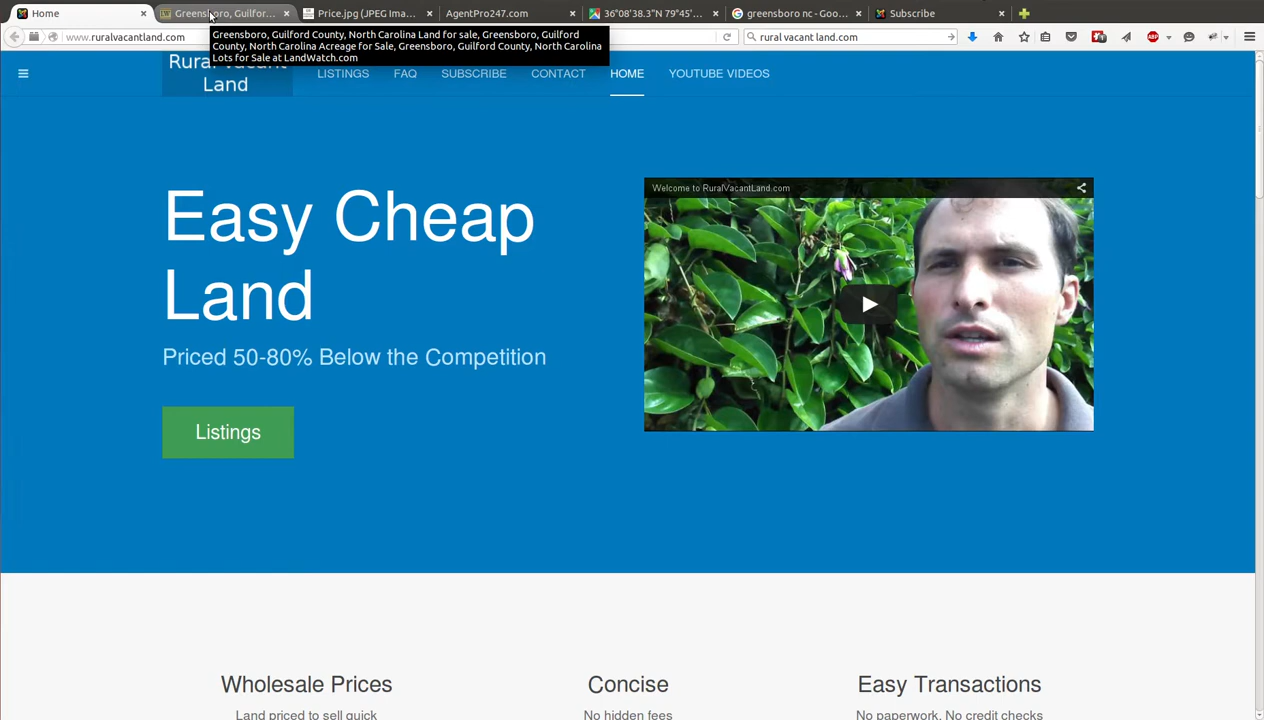 Home
Greensboro, Guilfor...
Price.jpg (JPEG Ima...
AgentPro247.com
36°08'38.3"N 79°45'...
greensboro nc - Goo...
Subscribe
www.ruralvacantland.com
rural vacant land.com
ABP
Greensboro, Guilford County, North Carolina Land for sale, Greensboro, Guilford
County, North Carolina Acreage for Sale, Greensboro, Guilford County, North Carolina
Lots for Sale at LandWatch.com
Rural Vacant
Land
LISTINGS
FAQ
SUBSCRIBE
CONTACT
HOME
YOUTUBE VIDEOS
Easy Cheap
Land
Priced 50-80% Below the Competition
Listings
Welcome to RuralVacantLand.com
Wholesale Prices
Concise
Easy Transactions
Land priced to sell quick
No hidden fees
No paperwork. No credit checks